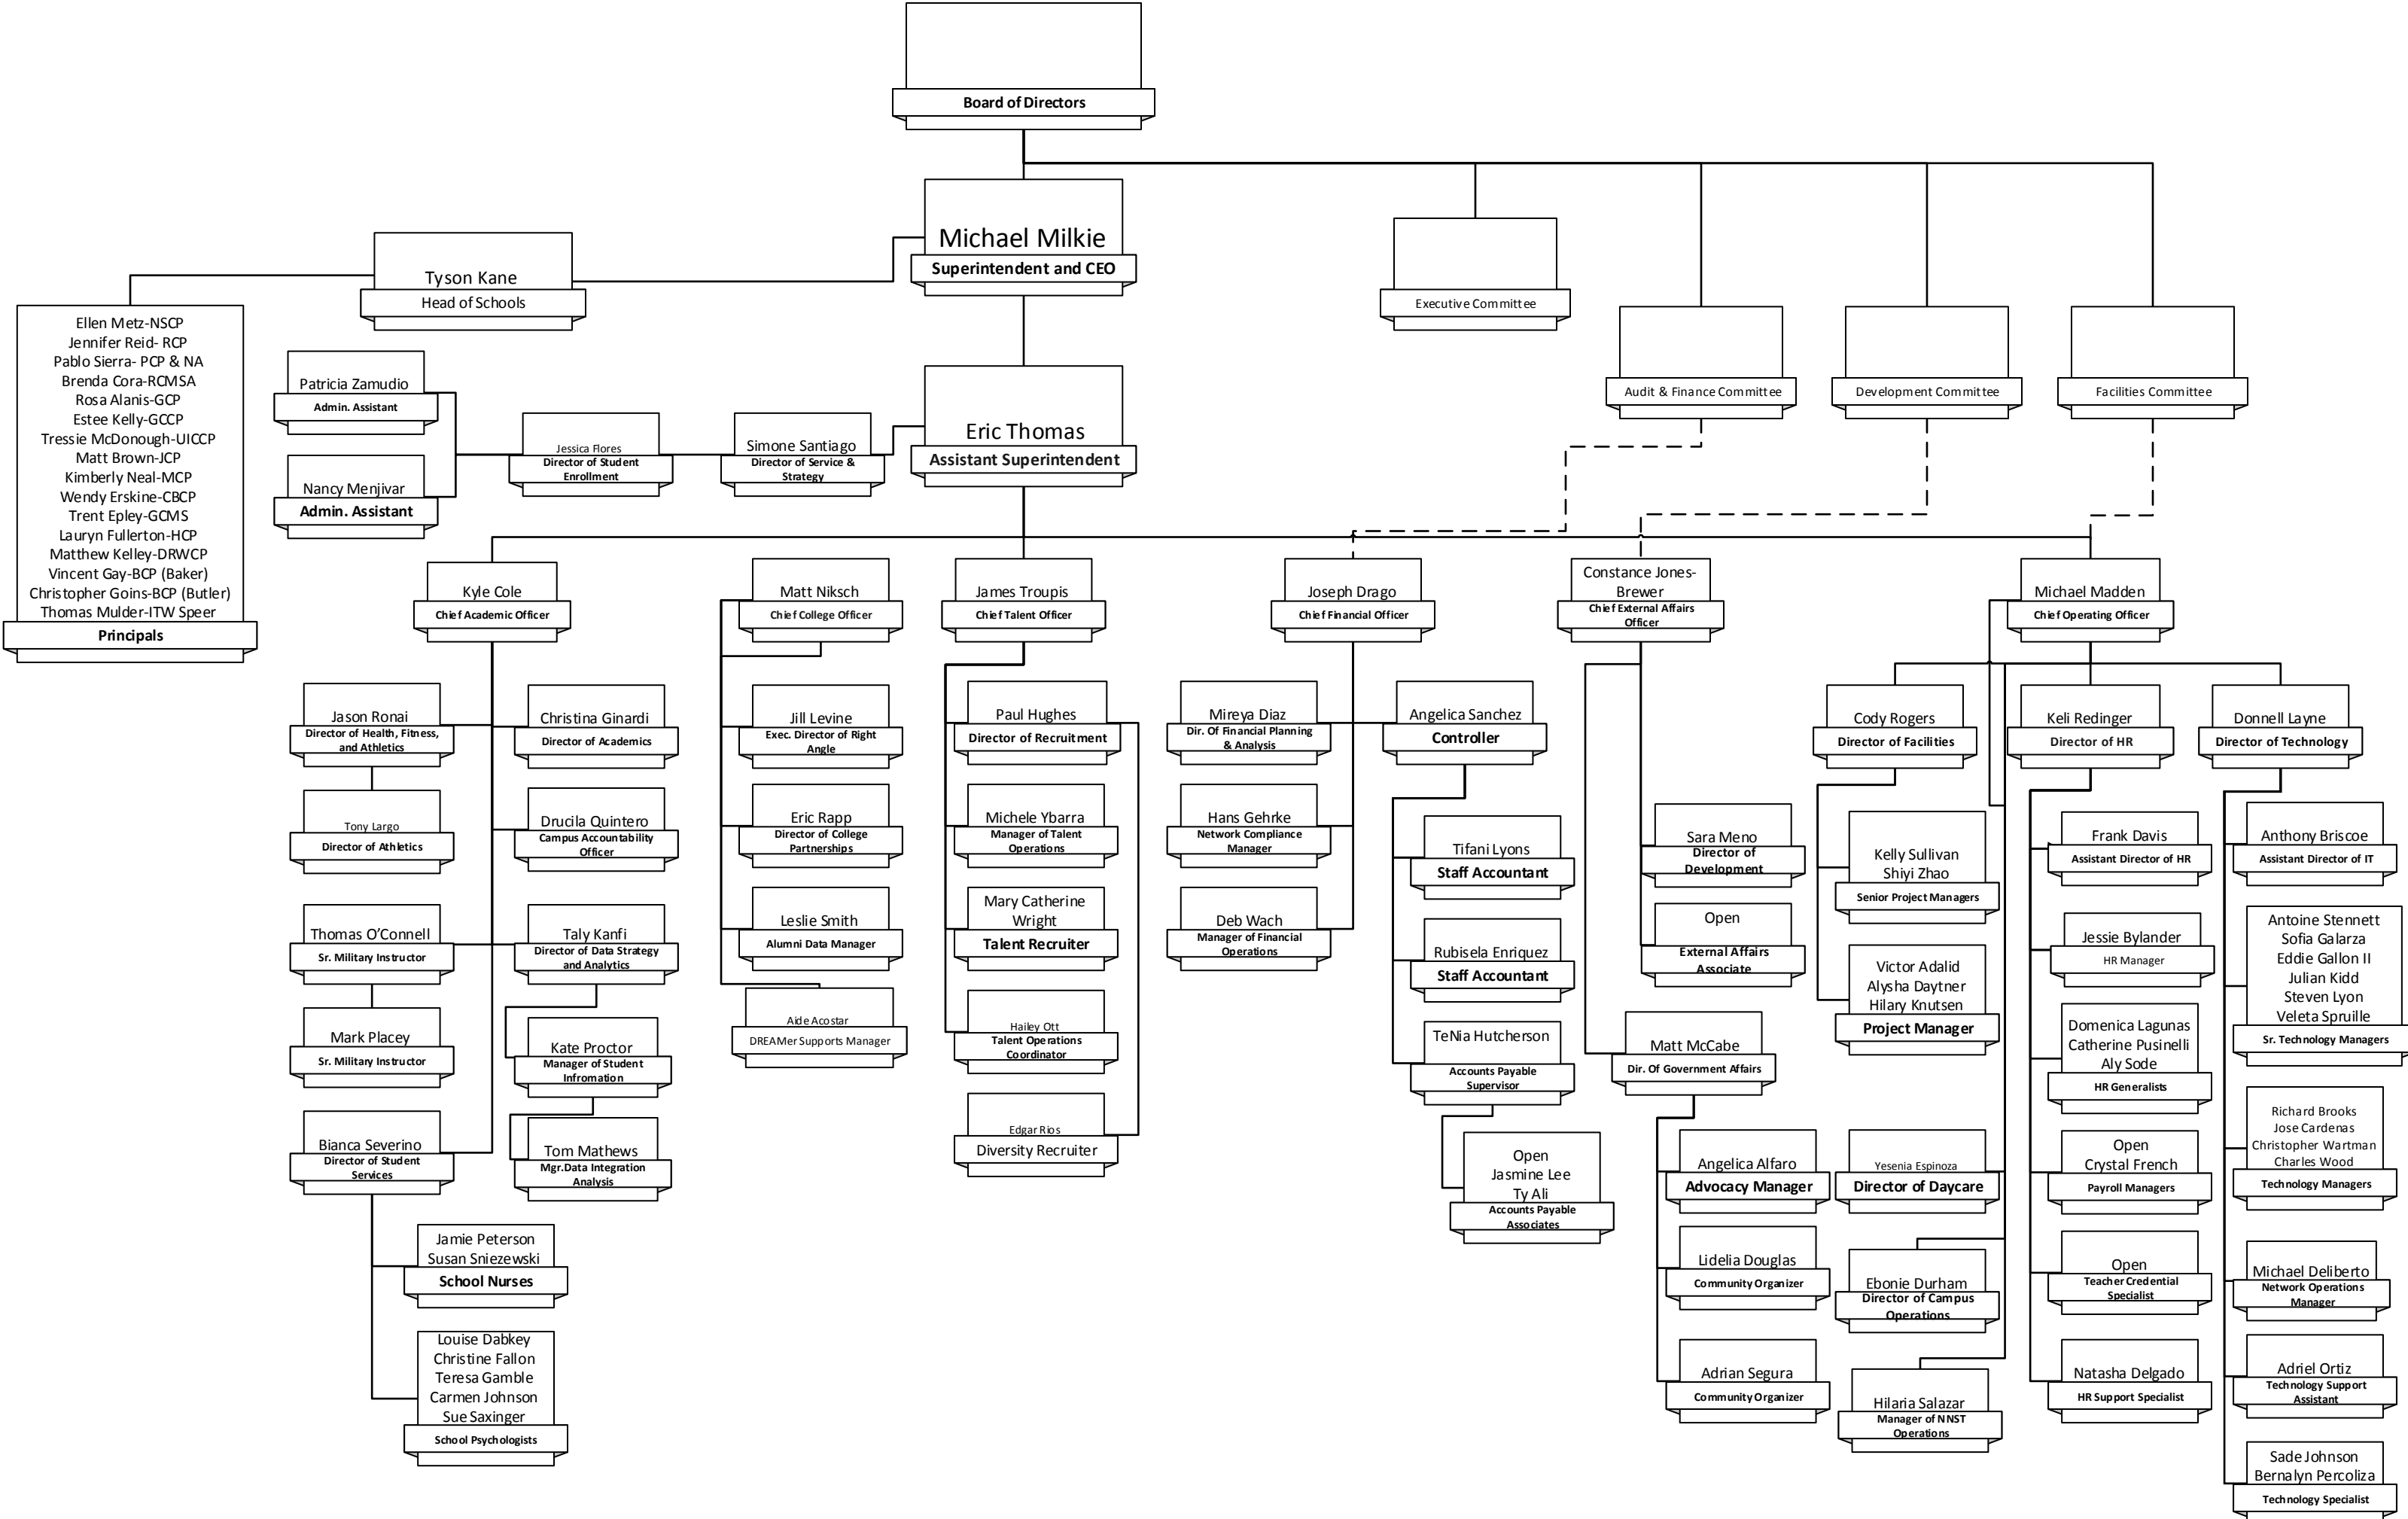 Board of Directors
Michael Milkie
Superintendent and CEO
Tyson Kane
Head of Schools
Executive Committee
Ellen Metz-NSCP
Jennifer Reid- RCP
Pablo Sierra- PCP & NA
Brenda Cora-RCMSA
Rosa Alanis-GCP
Estee Kelly-GCCP
Tressie McDonough-UICCP
Matt Brown-JCP
Kimberly Neal-MCP
Wendy Erskine-CBCP
Trent Epley-GCMS
Lauryn Fullerton-HCP
Matthew Kelley-DRWCP
Vincent Gay-BCP (Baker)
Christopher Goins-BCP (Butler)
Thomas Mulder-ITW Speer
Principals
Audit & Finance Committee
Development Committee
Facilities Committee
Patricia Zamudio
Admin. Assistant
Nancy Menjivar
Admin. Assistant
Jessica Flores
Director of Student
Enrollment
Simone Santiago
Director of Service &
Strategy
Eric Thomas
Assistant Superintendent
Kyle Cole
Chief Academic Officer
Matt Niksch
Chief College Officer
James Troupis
Chief Talent Officer
Joseph Drago
Chief Financial Officer
Constance Jones-
Brewer
Chief External Affairs
Officer
Michael Madden
Chief Operating Officer
Jason Ronai
Director of Health, Fitness,
and Athletics
Tony Largo
Director of Athletics
Thomas O’Connell
Sr. Military Instructor
Mark Placey
Sr. Military Instructor
Bianca Severino
Director of Student
Services
Jamie Peterson
Susan Sniezewski
School Nurses
Louise Dabkey
Christine Fallon
Teresa Gamble
Carmen Johnson
Sue Saxinger
School Psychologists
Christina Ginardi
Director of Academics
Drucila Quintero
Campus Accountability
Officer
Taly Kanfi
Director of Data Strategy
and Analytics
Kate Proctor
Manager of Student
Infromation
Tom Mathews
Mgr.Data Integration
Analysis
Jill Levine
Exec. Director of Right
Angle
Eric Rapp
Director of College
Partnerships
Leslie Smith
Alumni Data Manager
Aide Acostar
DREAMer Supports Manager
Paul Hughes
Director of Recruitment
Michele Ybarra
Manager of Talent
Operations
Mary Catherine
Wright
Talent Recruiter
Hailey Ott
Talent Operations
Coordinator
Edgar Rios
Diversity Recruiter
Mireya Diaz
Dir. Of Financial Planning
& Analysis
Hans Gehrke
Network Compliance
Manager
Deb Wach
Manager of Financial
Operations
Angelica Sanchez
Controller
Tifani Lyons
Staff Accountant
Rubisela Enriquez
Staff Accountant
TeNia Hutcherson
Accounts Payable
Supervisor
Open
Jasmine Lee
Ty Ali
Accounts Payable
Associates
Sara Meno
Director of
Development
Open
External Affairs
Associate
Matt McCabe
Dir. Of Government Affairs
Angelica Alfaro
Advocacy Manager
Lidelia Douglas
Community Organizer
Adrian Segura
Community Organizer
Cody Rogers
Director of Facilities
Kelly Sullivan
Shiyi Zhao
Senior Project Managers
Victor Adalid
Alysha Daytner
Hilary Knutsen
Project Manager
Yesenia Espinoza
Director of Daycare
Ebonie Durham
Director of Campus
Operations
Hilaria Salazar
Manager of NNST
Operations
Keli Redinger
Director of HR
Frank Davis
Assistant Director of HR
Jessie Bylander
HR Manager
Domenica Lagunas
Catherine Pusinelli
Aly Sode
HR Generalists
Open
Crystal French
Payroll Managers
Open
Teacher Credential
Specialist
Natasha Delgado
HR Support Specialist
Donnell Layne
Director of Technology
Anthony Briscoe
Assistant Director of IT
Antoine Stennett
Sofia Galarza
Eddie Gallon II
Julian Kidd
Steven Lyon
Veleta Spruille
Sr. Technology Managers
Richard Brooks
Jose Cardenas
Christopher Wartman
Charles Wood
Technology Managers
Michael Deliberto
Network Operations
Manager
Adriel Ortiz
Technology Support
Assistant
Sade Johnson
Bernalyn Percoliza
Technology Specialist